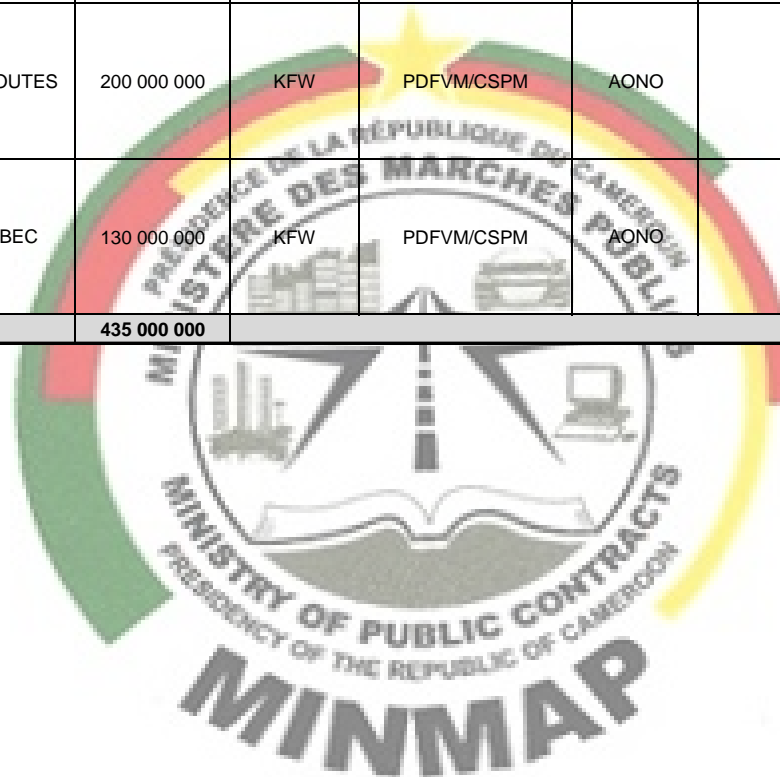 OUTES 200 000 000 KFW PDFVM/CSPM AONO
BEC 130 000 000 KFW PDFVM/CSPM AONO
435 000 000
PRÉSIDENCE DE LA RÉPUBLIQUE DU CAMEROUN
MINISTERE DES MARCHES PUBLICS
MINISTRY OF PUBLIC CONTRACTS
PRESIDENCY OF THE REPUBLIC OF CAMEROON
MINMAP